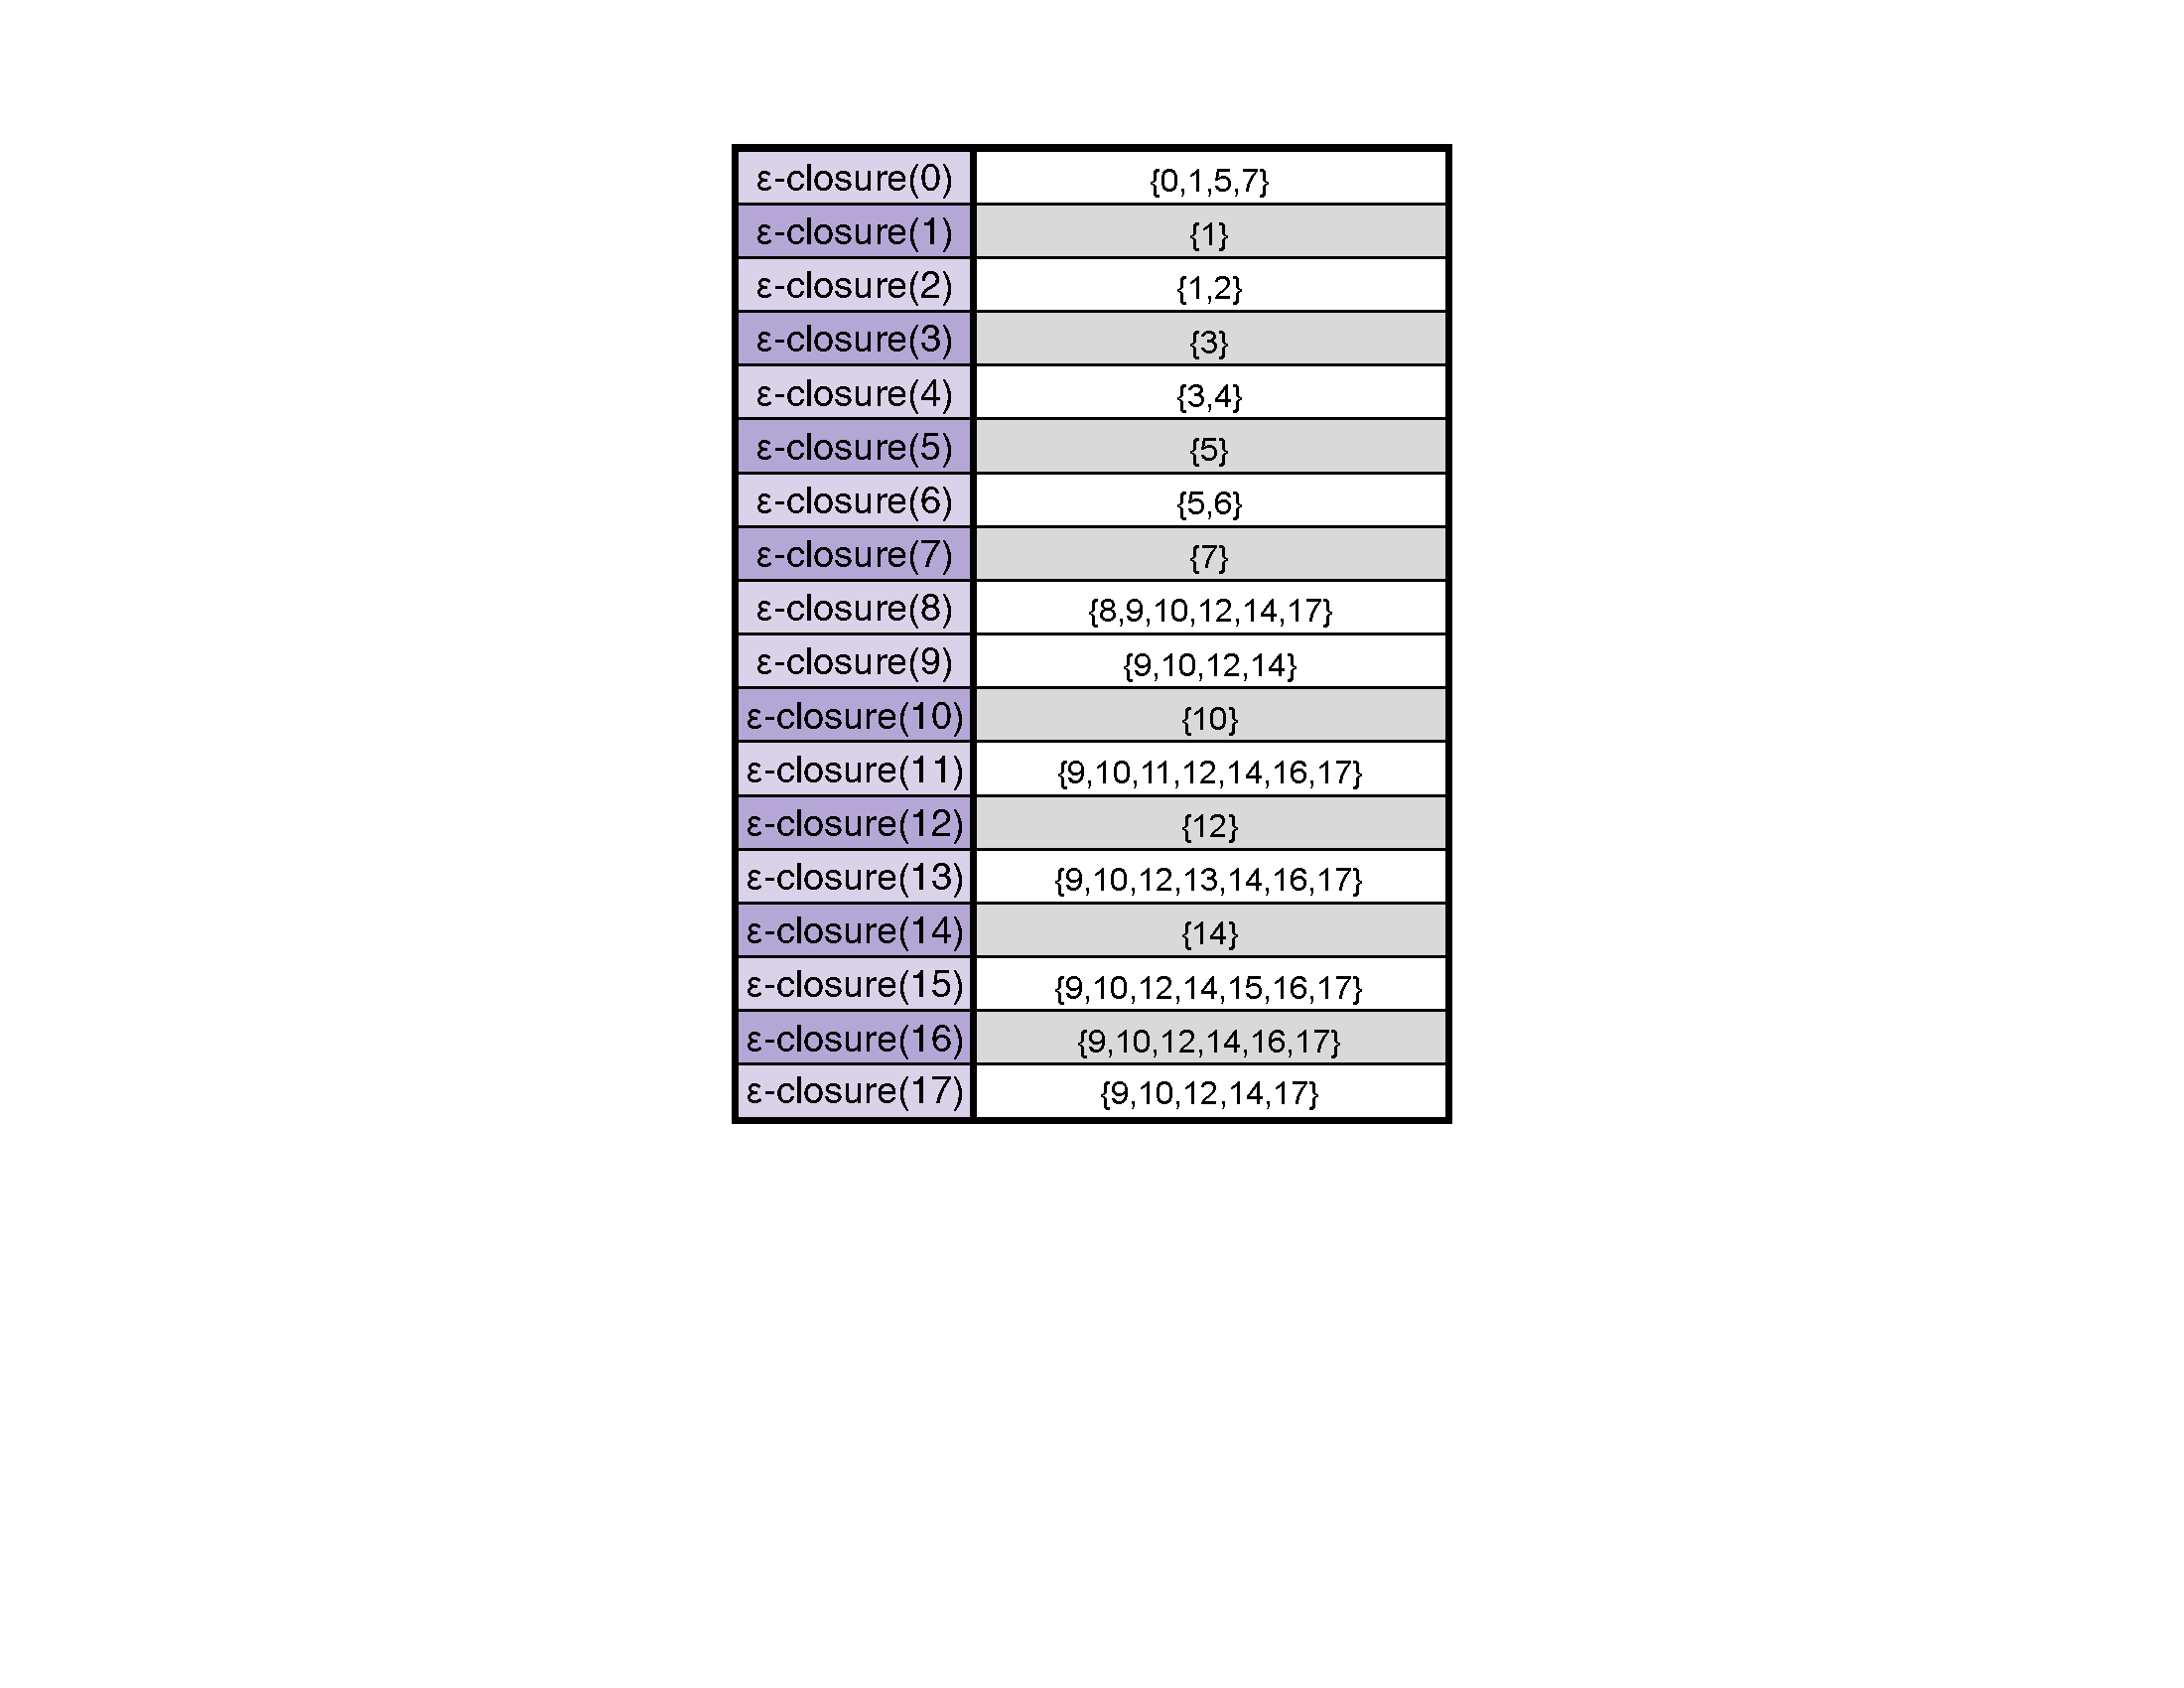 ε-closure(0) {0,1,5,7}
ε-closure(1) {1}
ε-closure(2) {1,2}
ε-closure(3) {3}
ε-closure(4) {3,4}
ε-closure(5) {5}
ε-closure(6) {5,6}
ε-closure(7) {7}
ε-closure(8) {8,9,10,12,14,17}
ε-closure(9) {9,10,12,14}
ε-closure(10) {10}
ε-closure(11) {9,10,11,12,14,16,17}
ε-closure(12) {12}
ε-closure(13) {9,10,12,13,14,16,17}
ε-closure(14) {14}
ε-closure(15) {9,10,12,14,15,16,17}
ε-closure(16) {9,10,12,14,16,17}
ε-closure(17) {9,10,12,14,17}